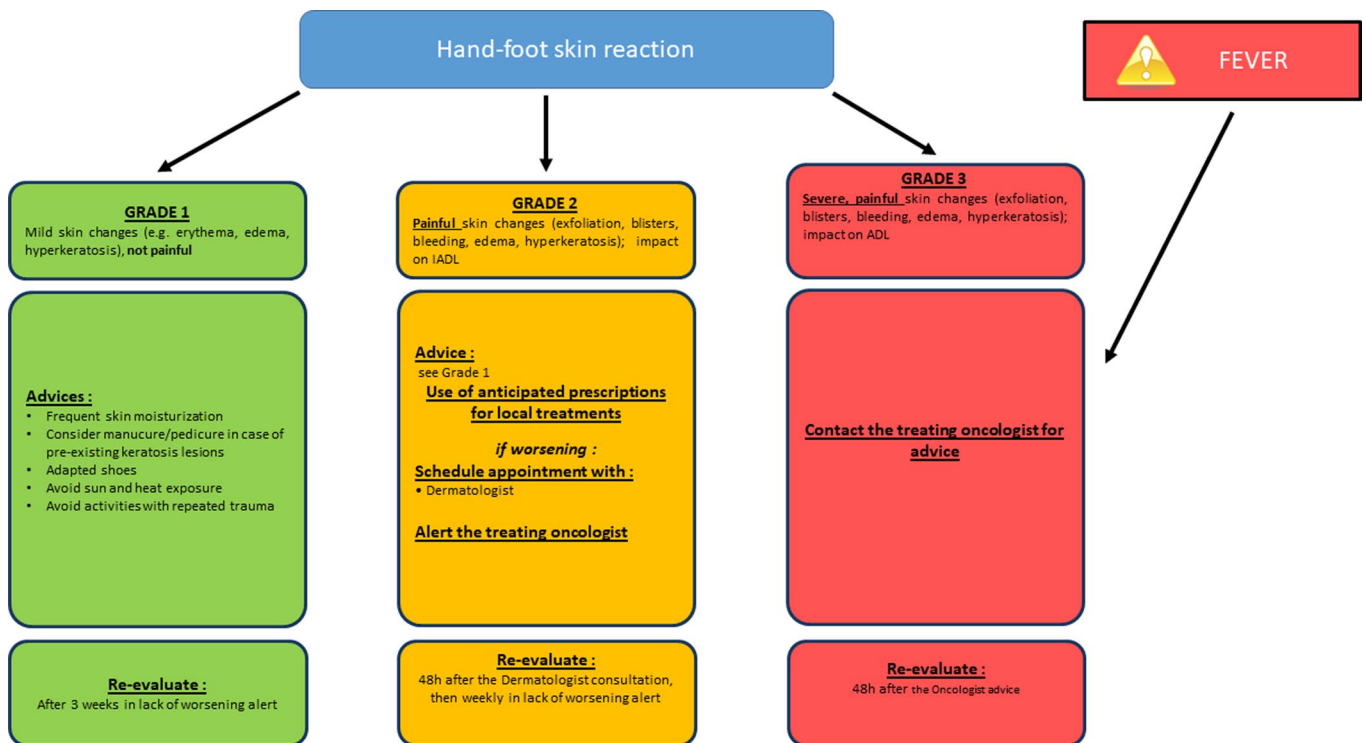 Hand-foot skin reaction
FEVER
GRADE 1
Mild skin changes (e.g. erythema, edema,
hyperkeratosis), not painful
Advices :
• Frequent skin moisturization
• Consider manucure/pedicure in case of
pre-existing keratosis lesions
• Adapted shoes
• Avoid sun and heat exposure
• Avoid activities with repeated trauma
Re-evaluate :
After 3 weeks in lack of worsening alert
GRADE 2
Painful skin changes (exfoliation, blisters,
bleeding, edema, hyperkeratosis); impact
on IADL
Advice :
see Grade 1
Use of anticipated prescriptions
for local treatments
if worsening :
Schedule appointment with :
• Dermatologist
Alert the treating oncologist
Re-evaluate :
48h after the Dermatologist consultation,
then weekly in lack of worsening alert
GRADE 3
Severe, painful skin changes (exfoliation,
blisters, bleeding, edema, hyperkeratosis);
impact on ADL
Contact the treating oncologist for
advice
Re-evaluate :
48h after the Oncologist advice